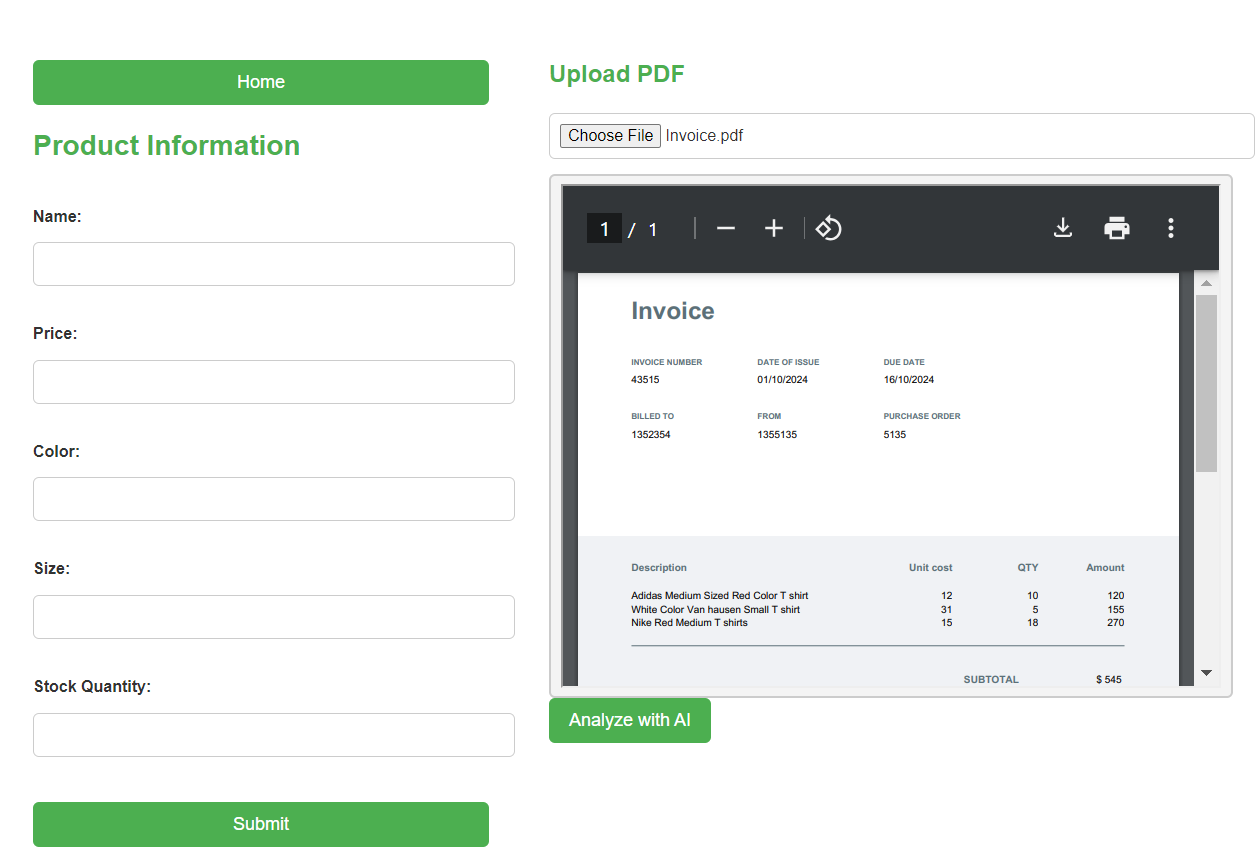 Home
Product Information
Name:
Price:
Color:
Size:
Stock Quantity:
Submit
Upload PDF
Choose File Invoice.pdf
1 / 1
Invoice
INVOICE NUMBER DATE OF ISSUE DUE DATE
43515 01/10/2024 16/10/2024
BILLED TO FROM PURCHASE ORDER
1352354 1355135 5135
Description Unit cost QTY Amount
Adidas Medium Sized Red Color T shirt 12 10 120
White Color Van hausen Small T shirt 31 5 155
Nike Red Medium T shirts 15 18 270
SUBTOTAL $ 545
Analyze with AI